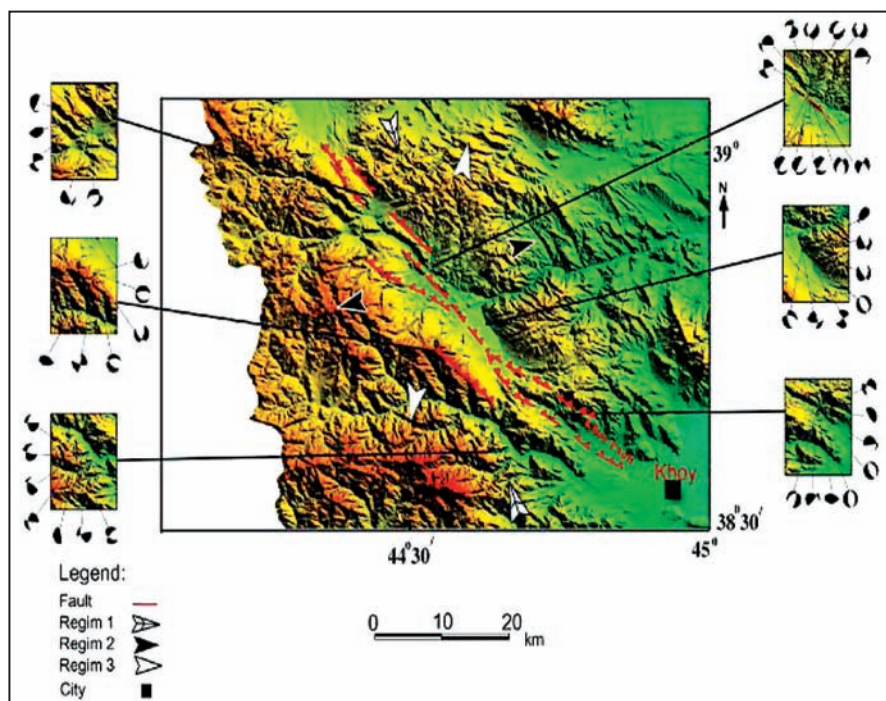 39°
N
Khoy
38°30′
44°30′
45°
Legend:
Fault
Regim 1
Regim 2
Regim 3
City
0 10 20
km